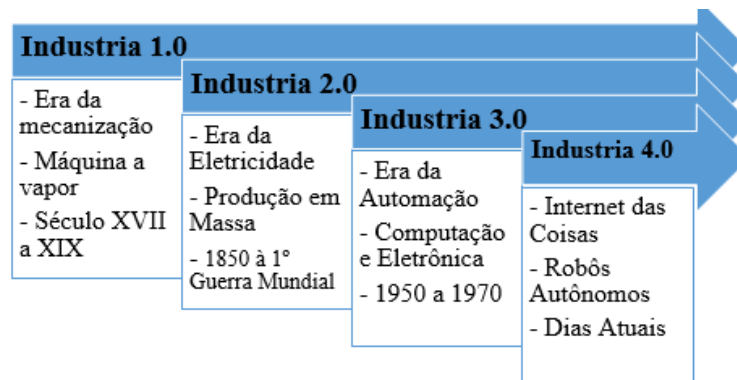 Industria 1.0
- Era da
mecanização
- Máquina a
vapor
- Século XVII
a XIX
Industria 2.0
- Era da
Eletricidade
- Produção em
Massa
- 1850 à 1º
Guerra Mundial
Industria 3.0
- Era da
Automação
- Computação
e Eletrônica
- 1950 a 1970
Industria 4.0
- Internet das
Coisas
- Robôs
Autônomos
- Dias Atuais